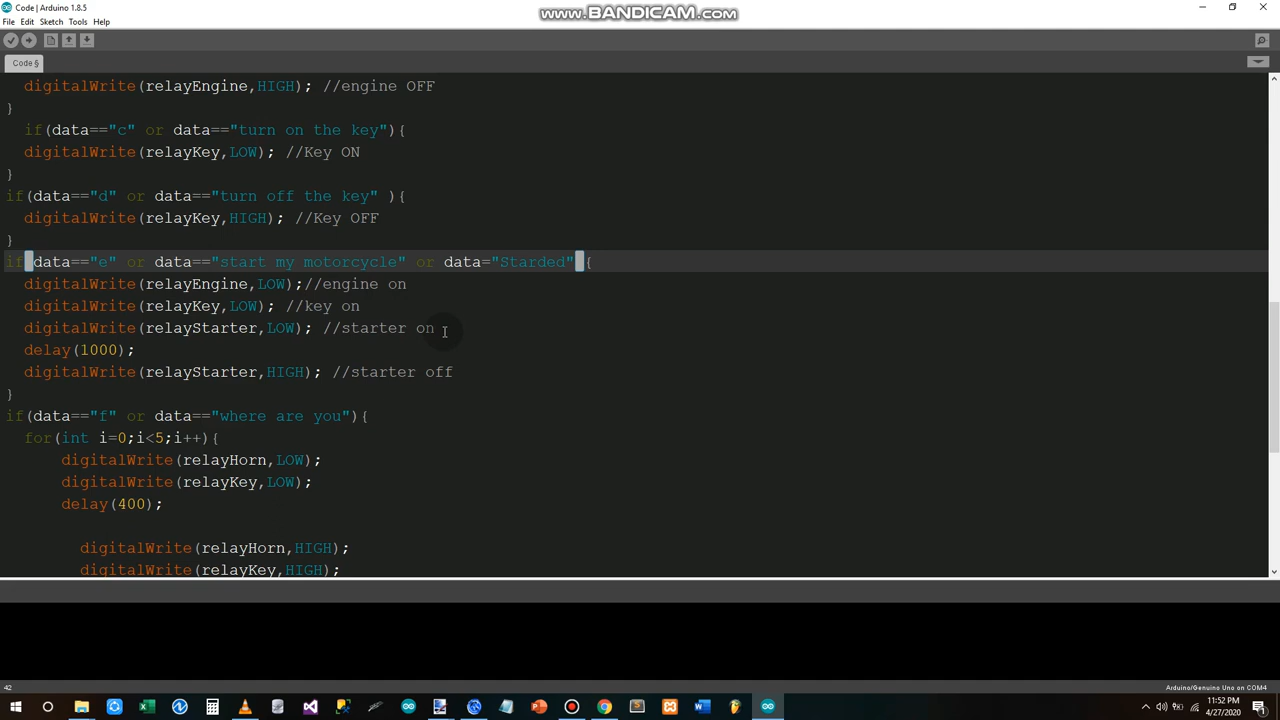 Code | Arduino 1.8.5
www.BANDICAM.com
File Edit Sketch Tools Help
Code §
digitalWrite(relayEngine,HIGH); //engine OFF
}
if(data=="c" or data=="turn on the key"){
digitalWrite(relayKey,LOW); //Key ON
}
if(data=="d" or data=="turn off the key" ){
digitalWrite(relayKey,HIGH); //Key OFF
}
if(data=="e" or data=="start my motorcycle" or data="Starded"){
digitalWrite(relayEngine,LOW);//engine on
digitalWrite(relayKey,LOW); //key on
digitalWrite(relayStarter,LOW); //starter on
delay(1000);
digitalWrite(relayStarter,HIGH); //starter off
}
if(data=="f" or data=="where are you"){
for(int i=0;i<5;i++){
digitalWrite(relayHorn,LOW);
digitalWrite(relayKey,LOW);
delay(400);
digitalWrite(relayHorn,HIGH);
digitalWrite(relayKey,HIGH);
42
Arduino/Genuino Uno on COM4
11:52 PM
4/27/2020